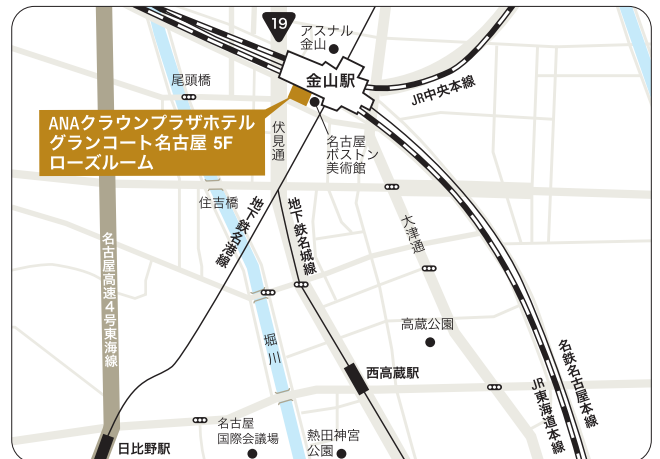 19
アスナル
金山
金山駅
尾頭橋
JR中央本線
ANAクラウンプラザホテル
グランコート名古屋 5F
ローズルーム
伏見通
名古屋
ボストン
美術館
住吉橋
地下鉄名港線
地下鉄名城線
大津通
名古屋高速4号東海線
堀川
高蔵公園
西高蔵駅
名鉄名古屋本線
JR東海道本線
名古屋
国際会議場
熱田神宮
公園
日比野駅